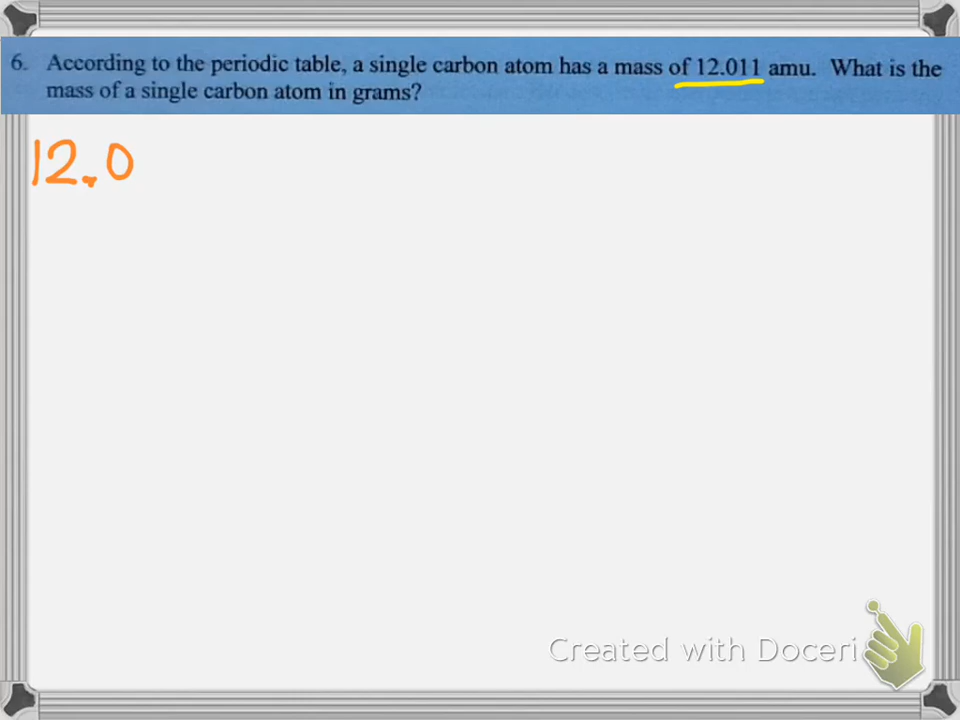 6. According to the periodic table, a single carbon atom has a mass of 12.011 amu. What is the
mass of a single carbon atom in grams?
12.0
Created with Doceri